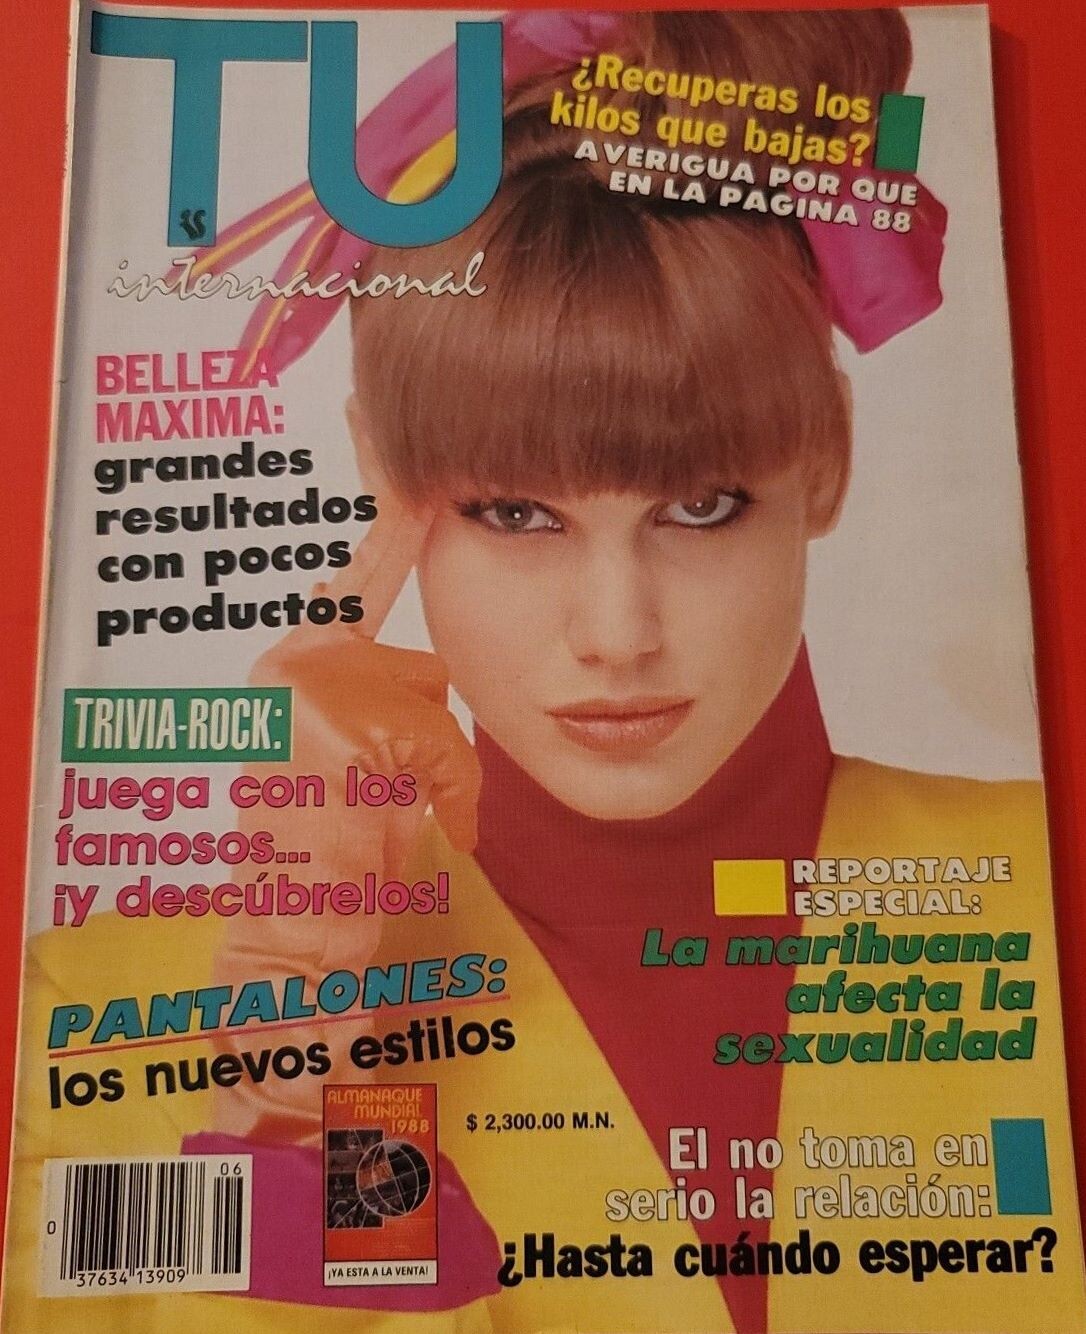 TU
internacional
¿Recuperas los
kilos que bajas?
AVERIGUA POR QUE
EN LA PAGINA 88
BELLEZA
MAXIMA:
grandes
resultados
con pocos
productos
TRIVIA-ROCK:
juega con los
famosos...
¡y descúbrelos!
PANTALONES:
los nuevos estilos
REPORTAJE
ESPECIAL:
La marihuana
afecta la
sexualidad
ALMANAQUE
MUNDIAL
1988
¡YA ESTA A LA VENTA!
$ 2,300.00 M.N.
El no toma en
serio la relación:
¿Hasta cuándo esperar?
06
0 37634 13909